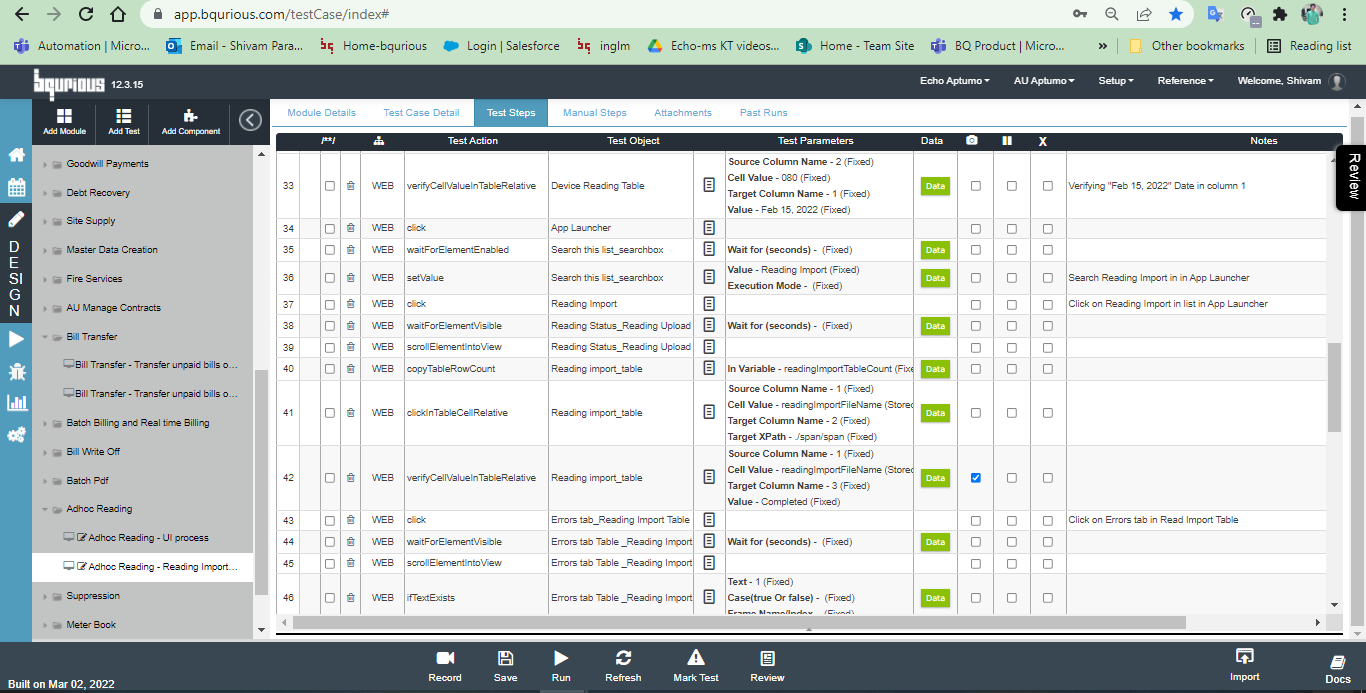 app.bqurious.com/testCase/index#
Automation | Micro...
Email - Shivam Para...
Home-bqurious
Login | Salesforce
inglm
Echo-ms KT videos...
Home - Team Site
BQ Product | Micro...
»
Other bookmarks
Reading list
bqurious 12.3.15
Echo Aptumo
AU Aptumo
Setup
Reference
Welcome, Shivam
Add Module
Add Test
Add Component
Module Details
Test Case Detail
Test Steps
Manual Steps
Attachments
Past Runs
DESIGN
Goodwill Payments
Debt Recovery
Site Supply
Master Data Creation
Fire Services
AU Manage Contracts
Bill Transfer
Bill Transfer - Transfer unpaid bills o...
Bill Transfer - Transfer unpaid bills o...
Batch Billing and Real time Billing
Bill Write Off
Batch Pdf
Adhoc Reading
Adhoc Reading - UI process
Adhoc Reading - Reading Import...
Suppression
Meter Book
/**/ Test Action Test Object Test Parameters Data X Notes
Source Column Name - 2 (Fixed)
Cell Value - 080 (Fixed)
33 WEB verifyCellValueInTableRelative Device Reading Table Data Verifying "Feb 15, 2022" Date in column 1
Target Column Name - 1 (Fixed)
Value - Feb 15, 2022 (Fixed)
34 WEB click App Launcher
35 WEB waitForElementEnabled Search this list_searchbox Wait for (seconds) - (Fixed) Data
Value - Reading Import (Fixed)
36 WEB setValue Search this list_searchbox Data Search Reading Import in in App Launcher
Execution Mode - (Fixed)
37 WEB click Reading Import Click on Reading Import in list in App Launcher
38 WEB waitForElementVisible Reading Status_Reading Upload Wait for (seconds) - (Fixed) Data
39 WEB scrollElementIntoView Reading Status_Reading Upload
40 WEB copyTableRowCount Reading import_table In Variable - readingImportTableCount (Fixe Data
Source Column Name - 1 (Fixed)
Cell Value - readingImportFileName (Stored
41 WEB clickInTableCellRelative Reading import_table Data
Target Column Name - 2 (Fixed)
Target XPath - ./span/span (Fixed)
Source Column Name - 1 (Fixed)
Cell Value - readingImportFileName (Stored
42 WEB verifyCellValueInTableRelative Reading import_table Data
Target Column Name - 3 (Fixed)
Value - Completed (Fixed)
43 WEB click Errors tab_Reading Import Table Click on Errors tab in Read Import Table
44 WEB waitForElementVisible Errors tab Table _Reading Import Wait for (seconds) - (Fixed) Data
45 WEB scrollElementIntoView Errors tab Table _Reading Import
Text - 1 (Fixed)
46 WEB ifTextExists Errors tab Table _Reading Import Case(true Or false) - (Fixed) Data
Frame Name/Index - (Fixed)
Review
Record
Save
Run
Refresh
Mark Test
Review
Import
Docs
Built on Mar 02, 2022